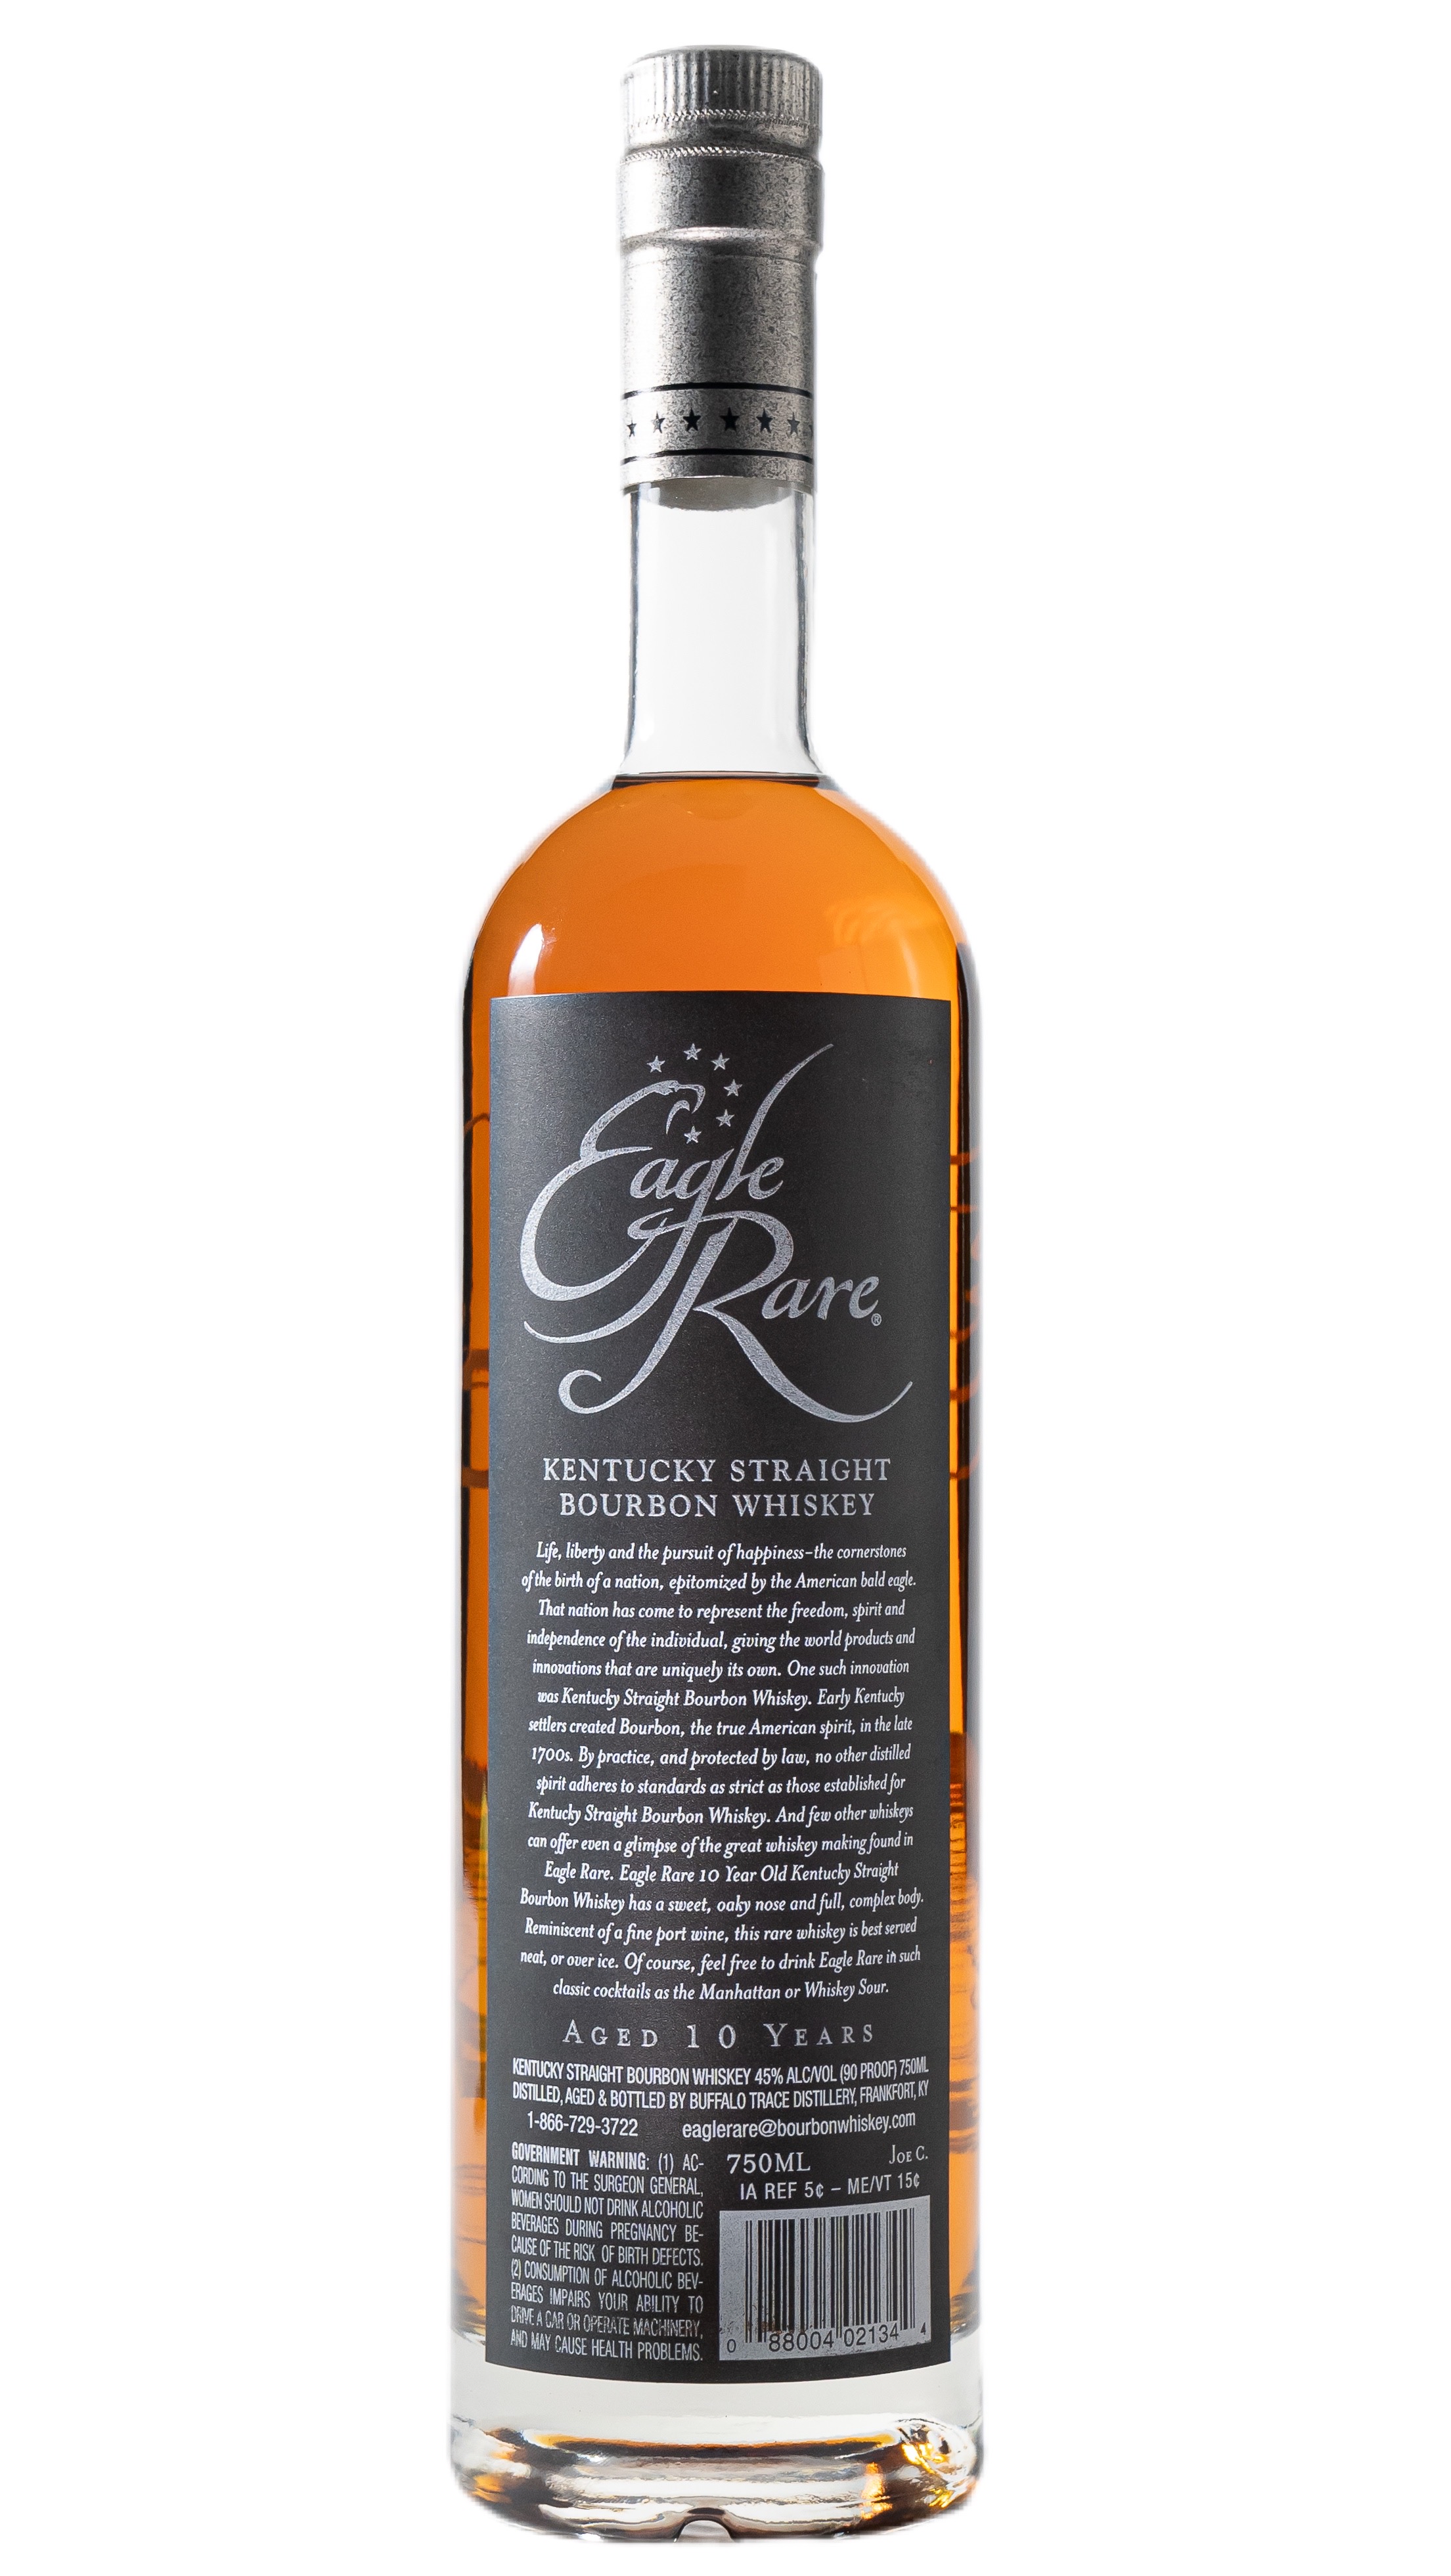 Eagle
Rare®
KENTUCKY STRAIGHT
BOURBON WHISKEY
Life, liberty and the pursuit of happiness–the cornerstones
of the birth of a nation, epitomized by the American bald eagle.
That nation has come to represent the freedom, spirit and
independence of the individual, giving the world products and
innovations that are uniquely its own. One such innovation
was Kentucky Straight Bourbon Whiskey. Early Kentucky
settlers created Bourbon, the true American spirit, in the late
1700s. By practice, and protected by law, no other distilled
spirit adheres to standards as strict as those established for
Kentucky Straight Bourbon Whiskey. And few other whiskeys
can offer even a glimpse of the great whiskey making found in
Eagle Rare. Eagle Rare 10 Year Old Kentucky Straight
Bourbon Whiskey has a sweet, oaky nose and full, complex body.
Reminiscent of a fine port wine, this rare whiskey is best served
neat, or over ice. Of course, feel free to drink Eagle Rare in such
classic cocktails as the Manhattan or Whiskey Sour.
AGED 10 YEARS
KENTUCKY STRAIGHT BOURBON WHISKEY 45% ALC/VOL (90 PROOF) 750ML
DISTILLED, AGED & BOTTLED BY BUFFALO TRACE DISTILLERY, FRANKFORT, KY
1-866-729-3722 eaglerare@bourbonwhiskey.com
GOVERNMENT WARNING: (1) AC-
CORDING TO THE SURGEON GENERAL,
WOMEN SHOULD NOT DRINK ALCOHOLIC
BEVERAGES DURING PREGNANCY BE-
CAUSE OF THE RISK OF BIRTH DEFECTS.
(2) CONSUMPTION OF ALCOHOLIC BEV-
ERAGES IMPAIRS YOUR ABILITY TO
DRIVE A CAR OR OPERATE MACHINERY,
AND MAY CAUSE HEALTH PROBLEMS.
750ML JOE C.
IA REF 5¢ – ME/VT 15¢
0 88004 02134 4